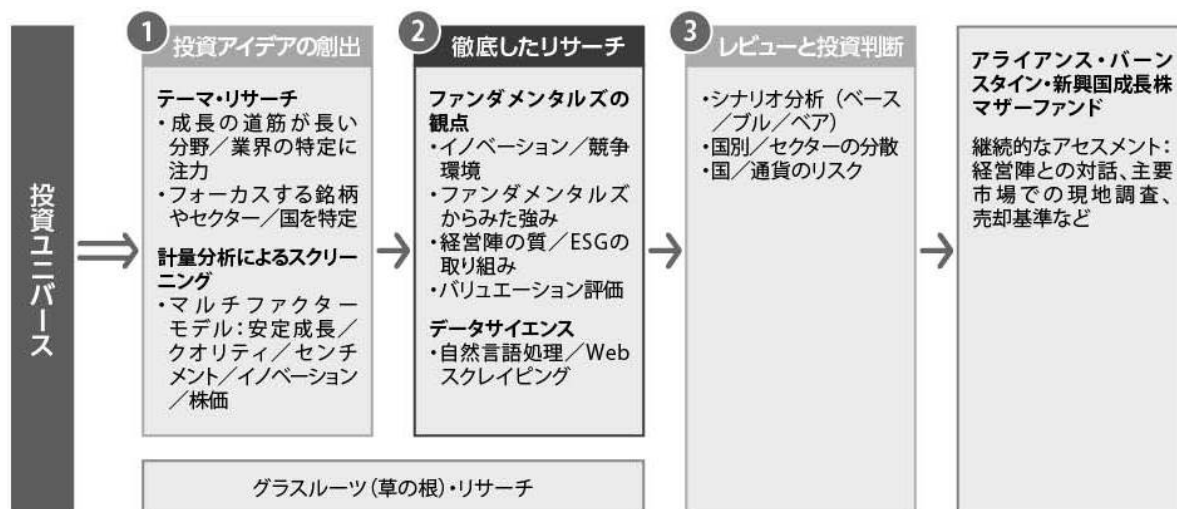 投資ユニバース
1 投資アイデアの創出
テーマ・リサーチ
・成長の道筋が長い
分野／業界の特定に
注力
・フォーカスする銘柄
やセクター／国を特定
計量分析によるスクリー
ニング
・マルチファクター
モデル：安定成長／
クオリティ／センチ
メント／イノベーション
／株価
2 徹底したリサーチ
ファンダメンタルズの
観点
・イノベーション／競争
環境
・ファンダメンタルズ
からみた強み
・経営陣の質／ESGの
取り組み
・バリュエーション評価
データサイエンス
・自然言語処理／Web
スクレイピング
グラスルーツ（草の根）・リサーチ
3 レビューと投資判断
・シナリオ分析（ベース
／ブル／ベア）
・国別／セクターの分散
・国／通貨のリスク
アライアンス・バーン
スタイン・新興国成長株
マザーファンド
継続的なアセスメント：
経営陣との対話、主要
市場での現地調査、
売却基準など